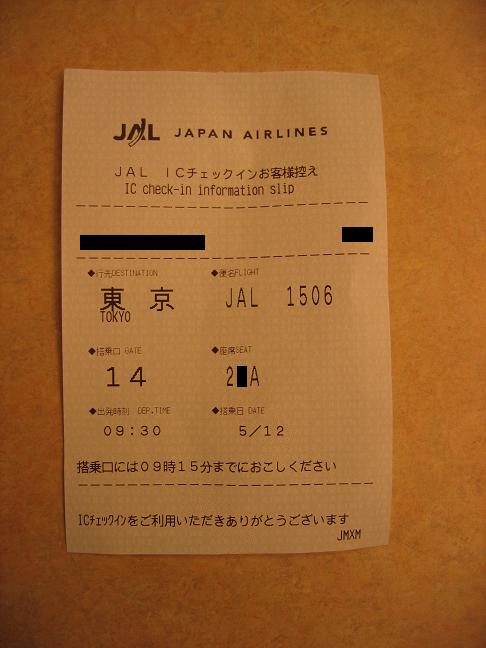 JAL JAPAN AIRLINES
JAL ICチェックインお客様控え
IC check-in information slip
◆行先DESTINATION ◆便名FLIGHT
東京 JAL 1506
TOKYO
◆搭乗口 GATE ◆座席SEAT
14 2 A
◆出発時刻 DEP.TIME ◆搭乗日 DATE
09:30 5/12
搭乗口には09時15分までにおこしください
ICチェックインをご利用いただきありがとうございます
JMXM